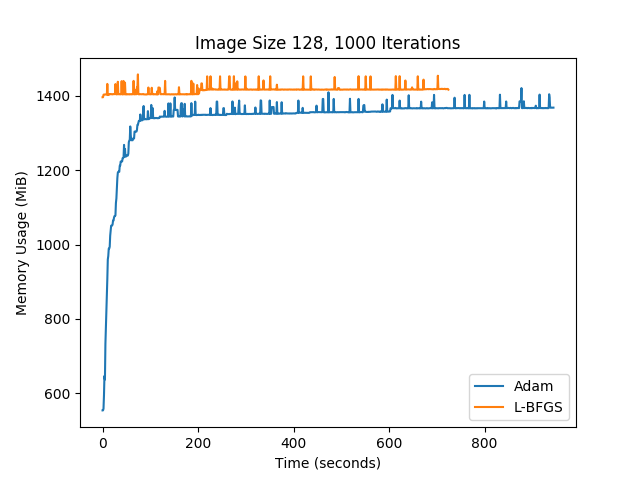 Image Size 128, 1000 Iterations
Memory Usage (MiB)
1400
1200
1000
800
600
0
200
400
600
800
Time (seconds)
Adam
L-BFGS